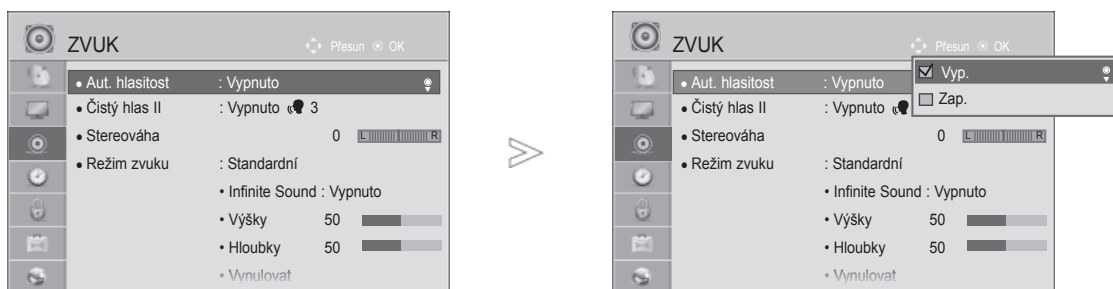 ZVUK
Přesun OK
• Aut. hlasitost : Vypnuto
• Čistý hlas II : Vypnuto 3
• Stereováha 0 L R
• Režim zvuku : Standardní
• Infinite Sound : Vypnuto
• Výšky 50
• Hloubky 50
• Vynulovat
>
ZVUK
Přesun OK
• Aut. hlasitost : Vypnuto
• Čistý hlas II : Vypnuto
• Stereováha 0 L R
• Režim zvuku : Standardní
• Infinite Sound : Vypnuto
• Výšky 50
• Hloubky 50
• Vynulovat
Vyp.
Zap.